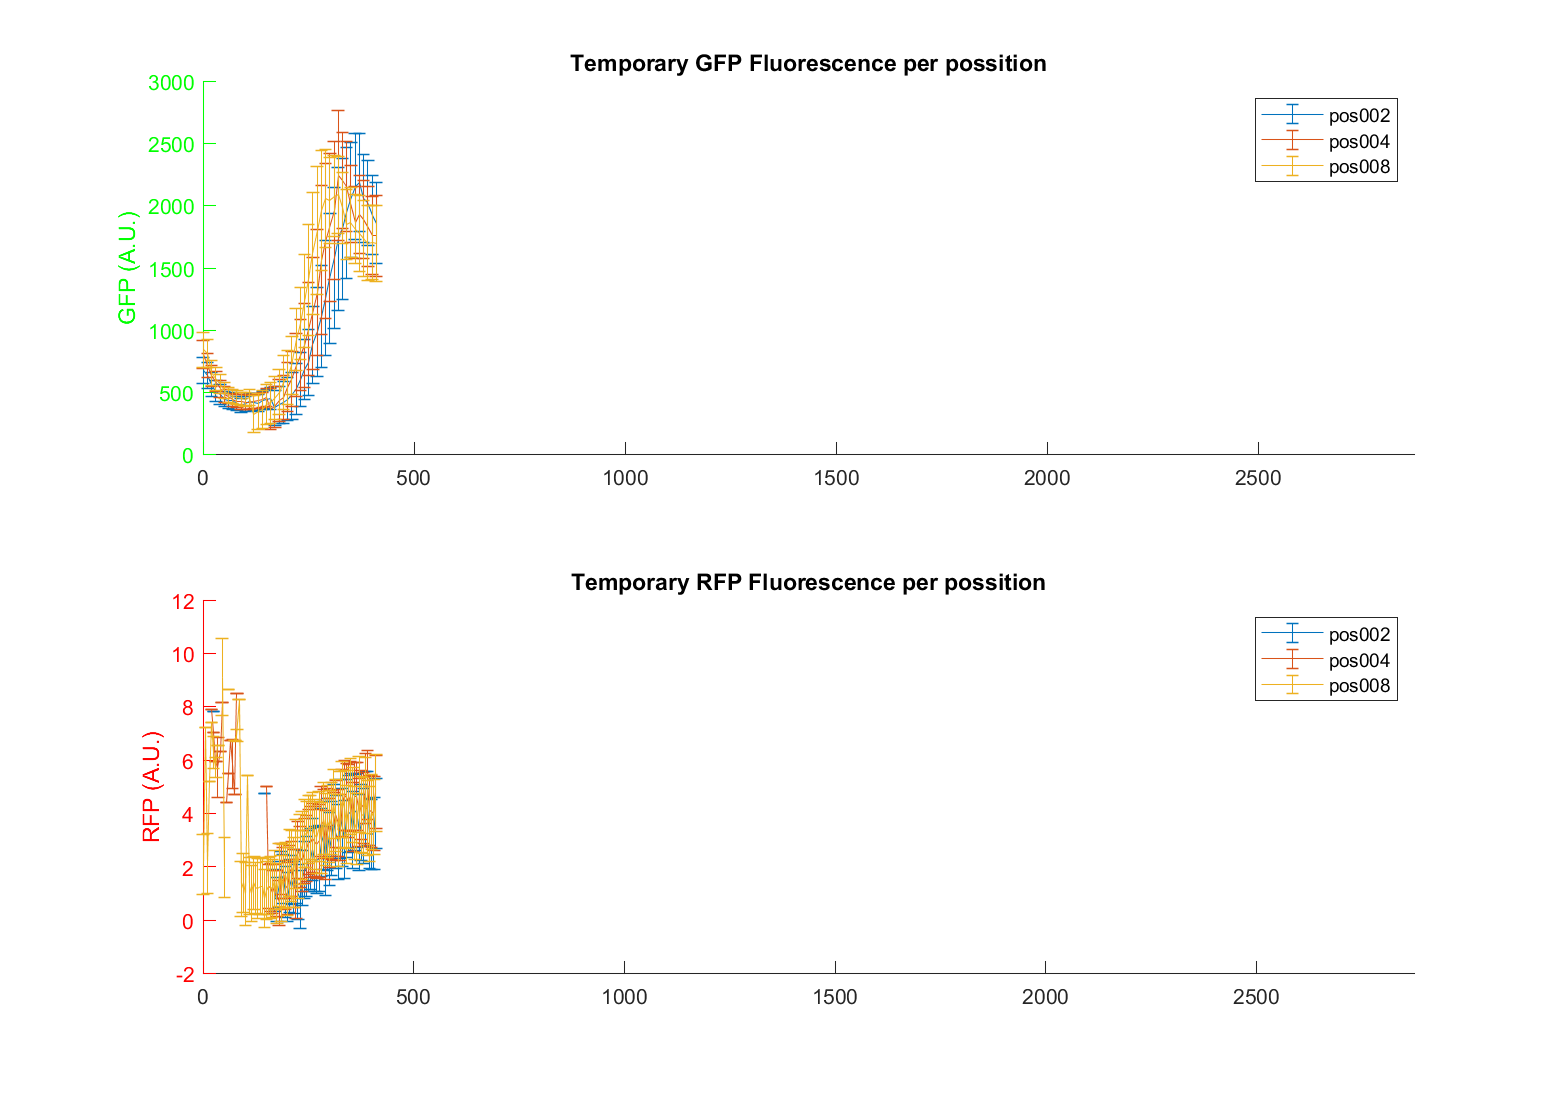 Temporary GFP Fluorescence per possition
3000
2500
2000
1500
1000
500
0
GFP (A.U.)
0 500 1000 1500 2000 2500
pos002
pos004
pos008
Temporary RFP Fluorescence per possition
12
10
8
6
4
2
0
-2
RFP (A.U.)
0 500 1000 1500 2000 2500
pos002
pos004
pos008